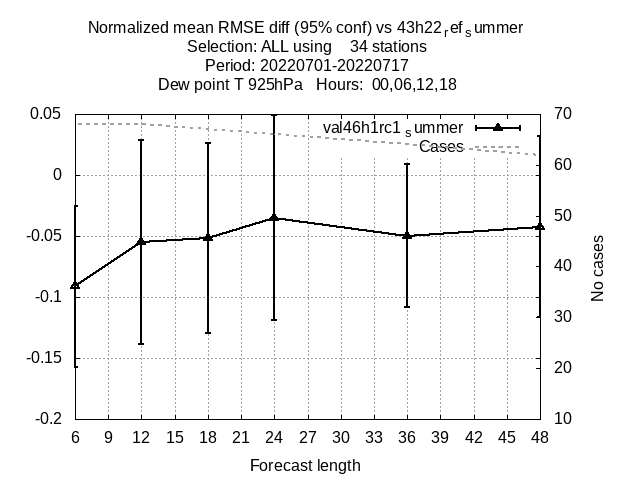 Normalized mean RMSE diff (95% conf) vs 43h22refsummer
Selection: ALL using 34 stations
Period: 20220701-20220717
Dew point T 925hPa Hours: 00,06,12,18
0.05
0
-0.05
-0.1
-0.15
-0.2
val46h1rc1summer
Cases
70
60
50
40
30
20
10
No cases
6 9 12 15 18 21 24 27 30 33 36 39 42 45 48
Forecast length